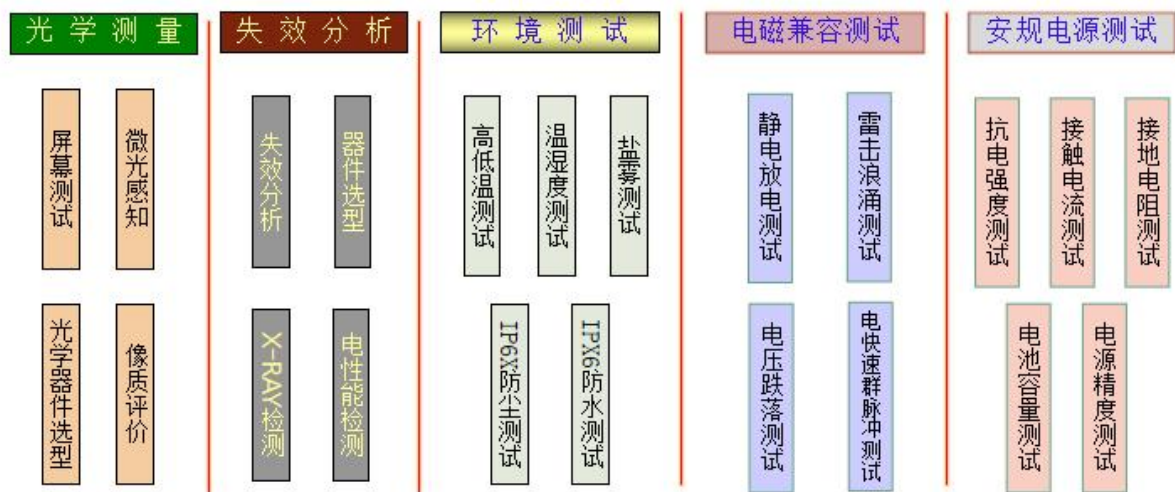 光学测量
屏幕测试
微光感知
光学器件选型
像质评价
失效分析
失效分析
器件选型
X-RAY检测
电性能检测
环境测试
高低温测试
温湿度测试
盐雾测试
IP6X防尘测试
IPX6防水测试
电磁兼容测试
静电放电测试
雷击浪涌测试
电压跌落测试
电快速群脉冲测试
安规电源测试
抗电强度测试
接触电流测试
接地电阻测试
电池容量测试
电源精度测试